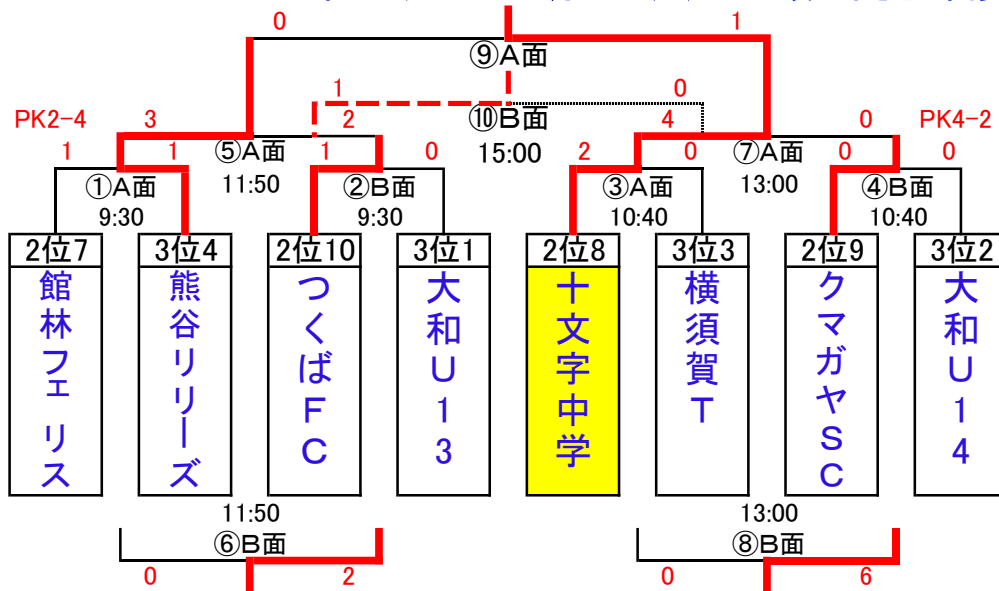 0 1
⑨A面
1 0
PK2-4 3 2 ⑩B面 4 0 PK4-2
1 1 ⑤A面 1 0 15:00 2 0 ⑦A面 0 0
①A面 11:50 ②B面 ③A面 13:00 ④B面
9:30 9:30 10:40 10:40
2位7 3位4 2位10 3位1 2位8 3位3 2位9 3位2
館林フェリス
熊谷リリーズ
つくばFC
大和U13
十文字中学
横須賀T
クマガヤSC
大和U14
11:50 13:00
⑥B面 ⑧B面
0 2 0 6